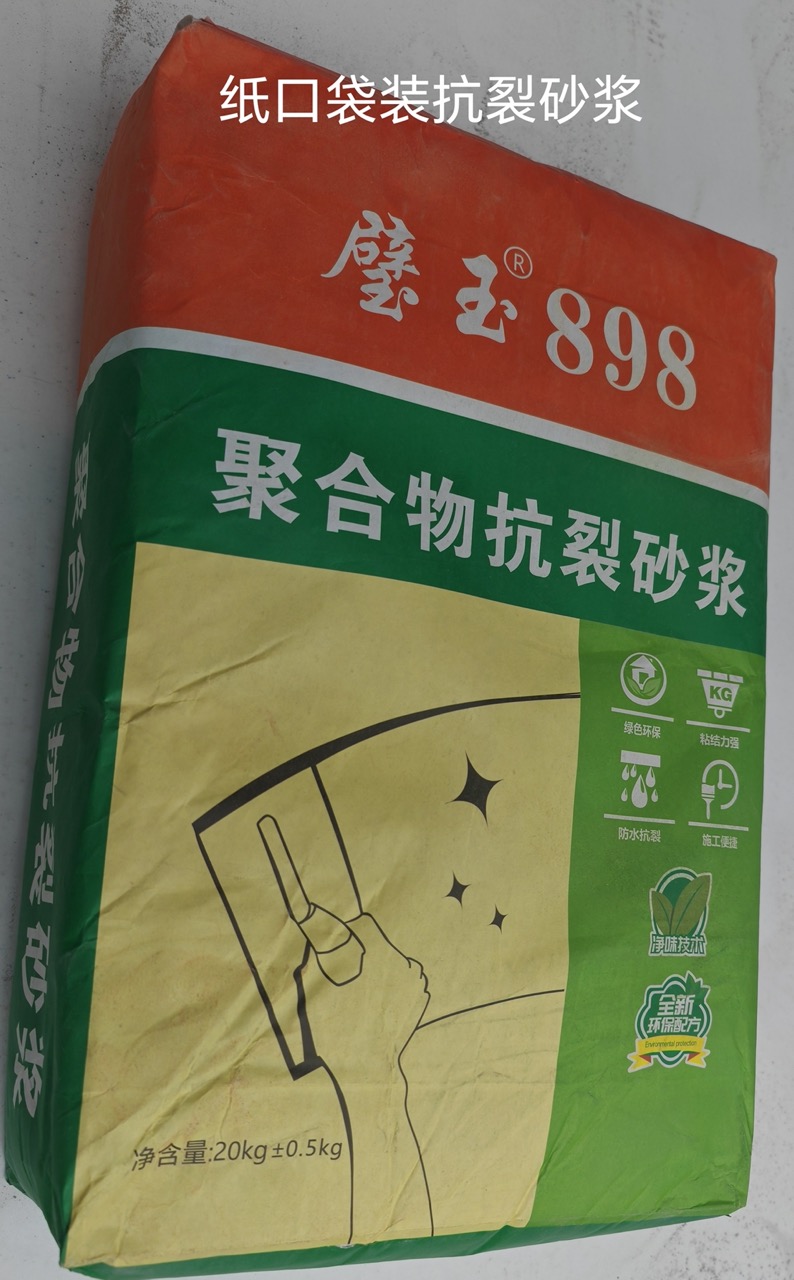 纸口袋装抗裂砂浆
璧玉®898
聚合物抗裂砂浆
聚合物抗裂砂浆
KG
绿色环保
粘结力强
防水抗裂
施工便捷
净味技术
全新
环保配方
Environmental protection
净含量:20kg±0.5kg